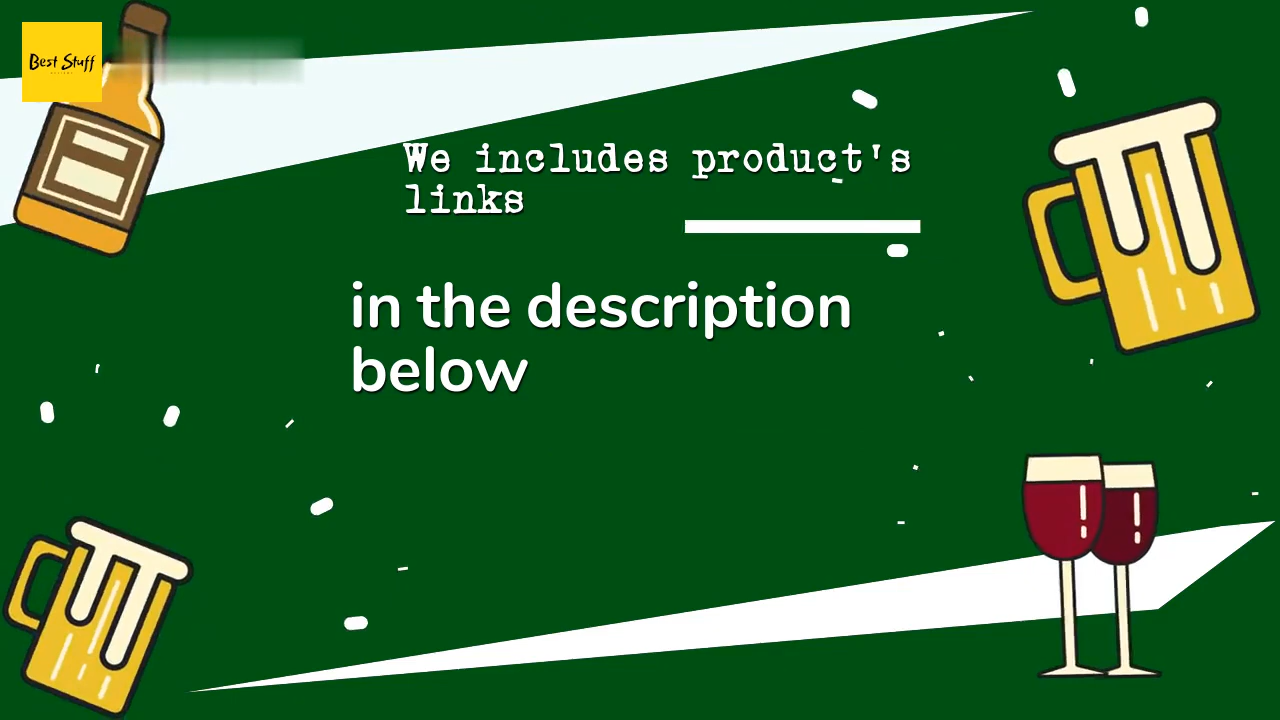 Best Stuff
We includes product's
links
in the description
below